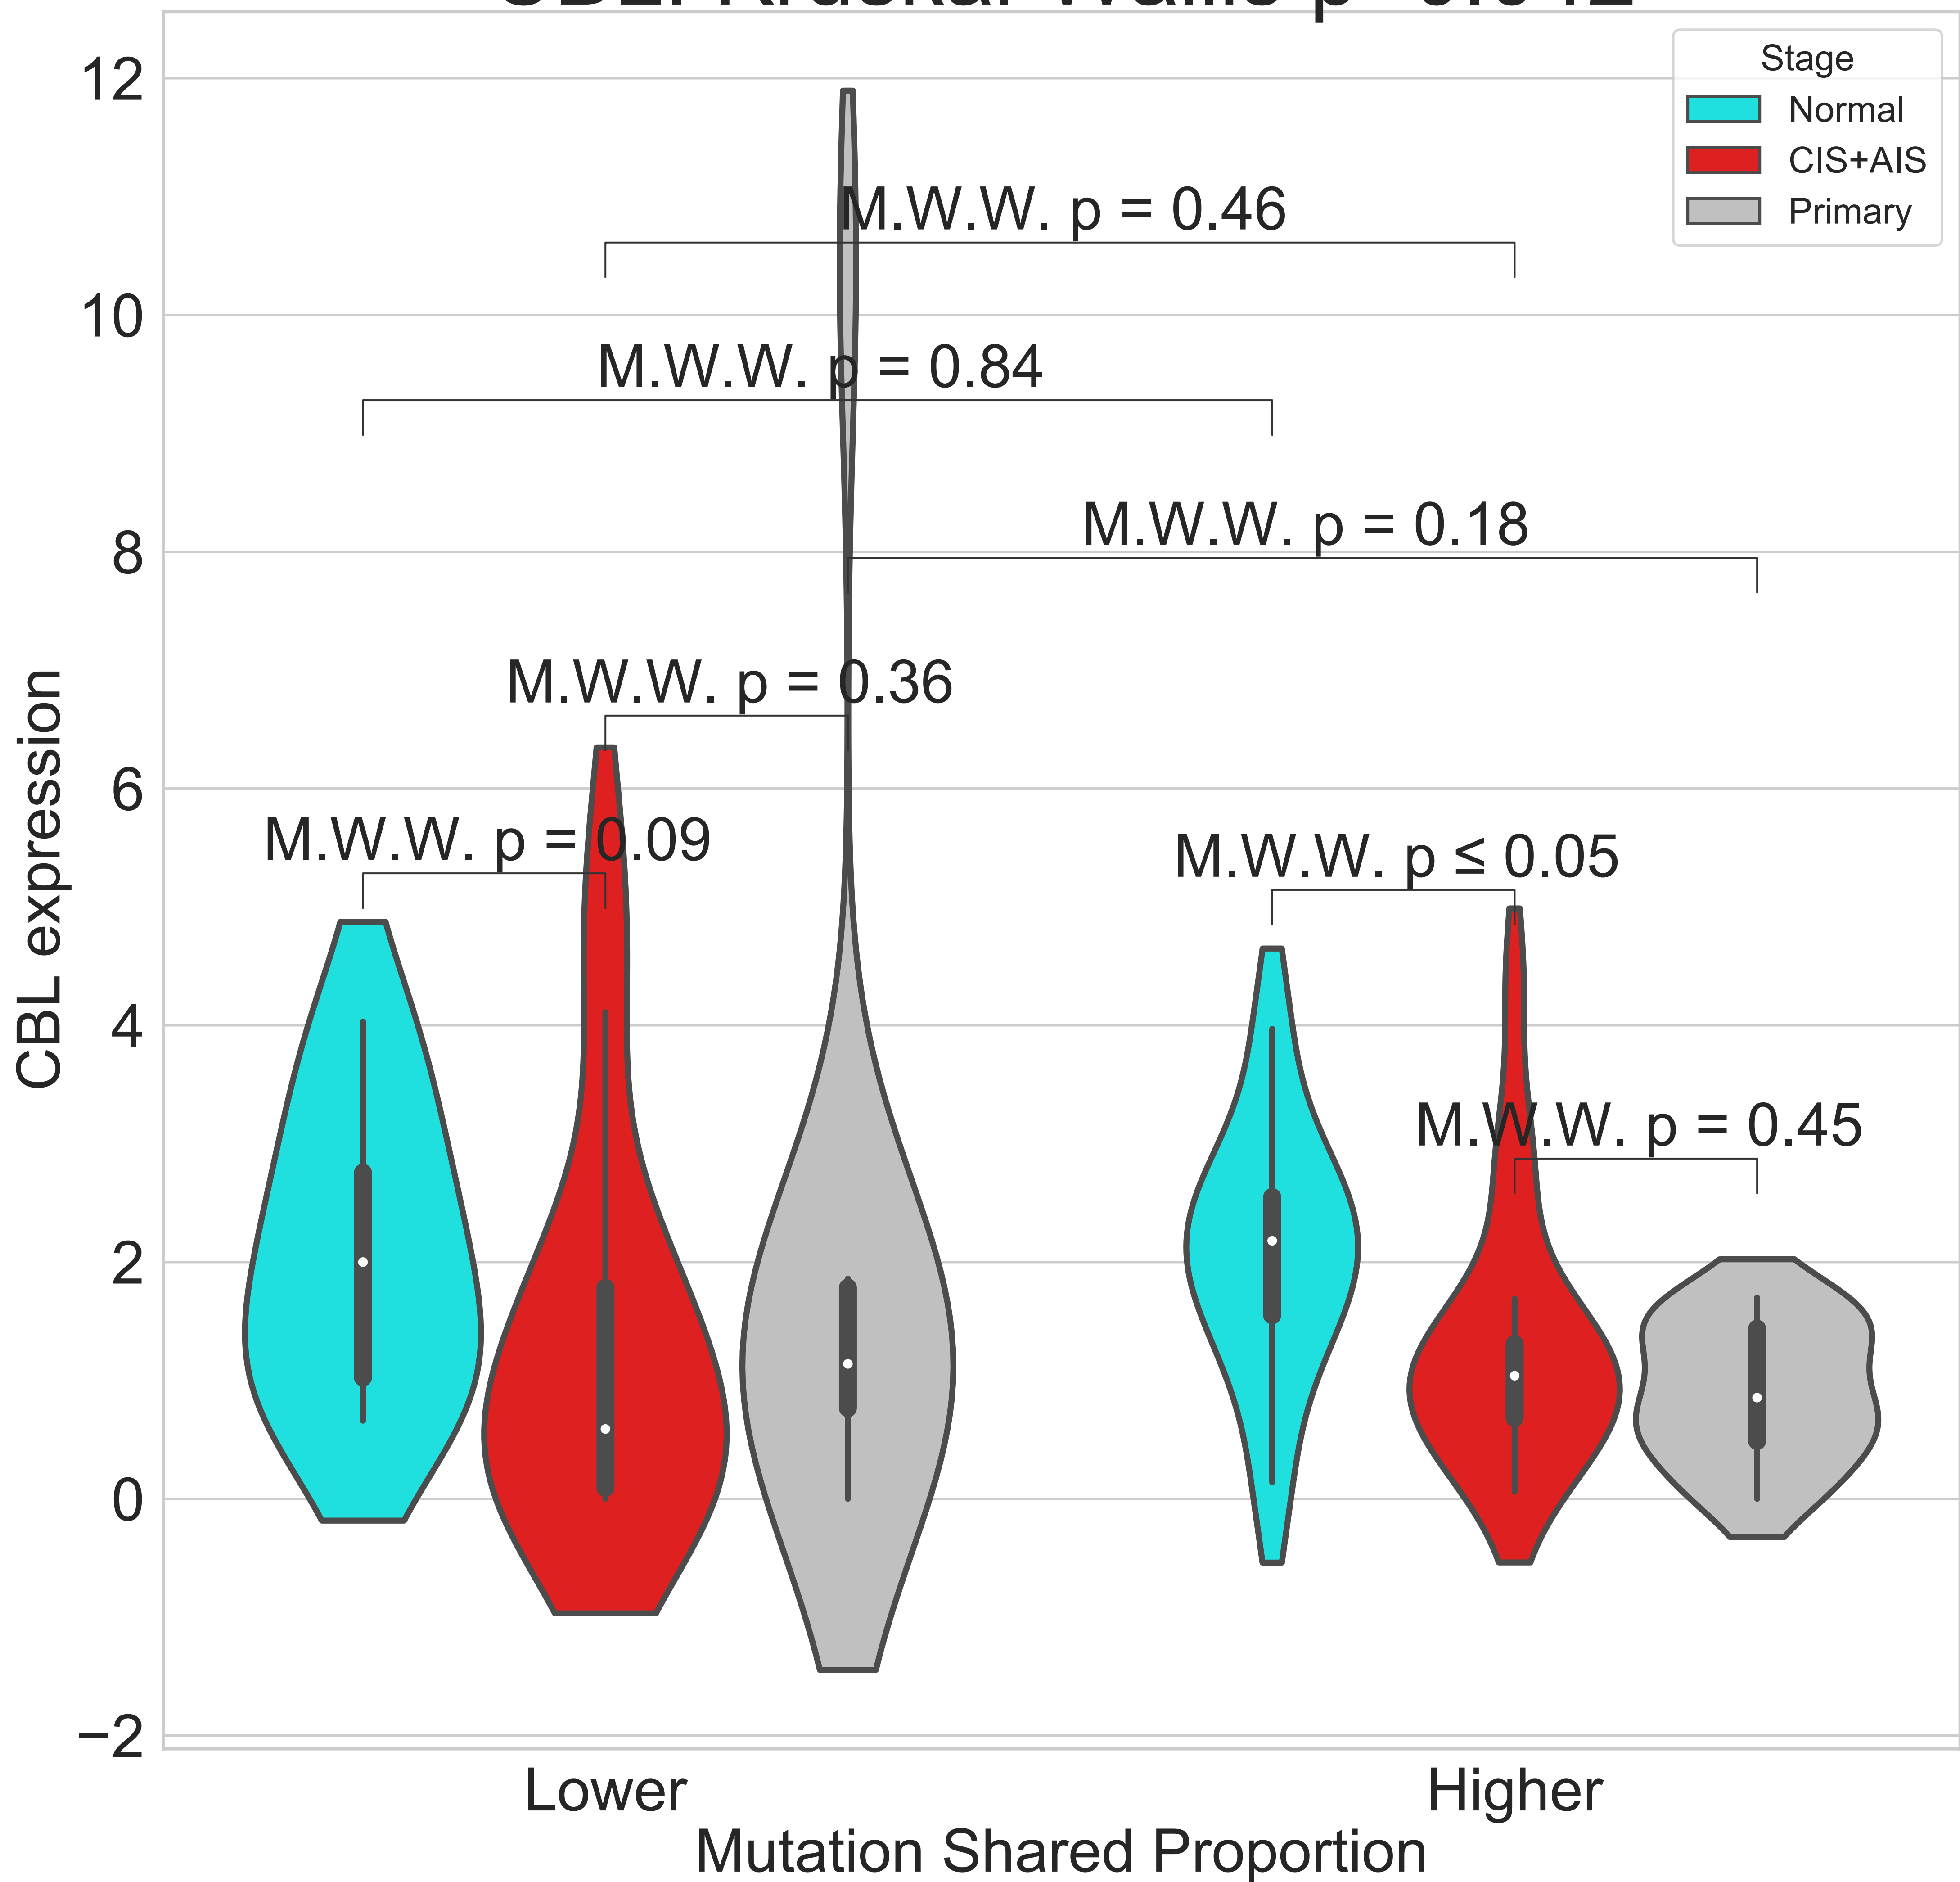 12
10
8
6
4
2
0
−2
CBL expression
Stage
Normal
CIS+AIS
Primary
M.W.W. p = 0.46
M.W.W. p = 0.84
M.W.W. p = 0.18
M.W.W. p = 0.36
M.W.W. p = 0.09
M.W.W. p ≤ 0.05
M.W.W. p = 0.45
Lower
Higher
Mutation Shared Proportion